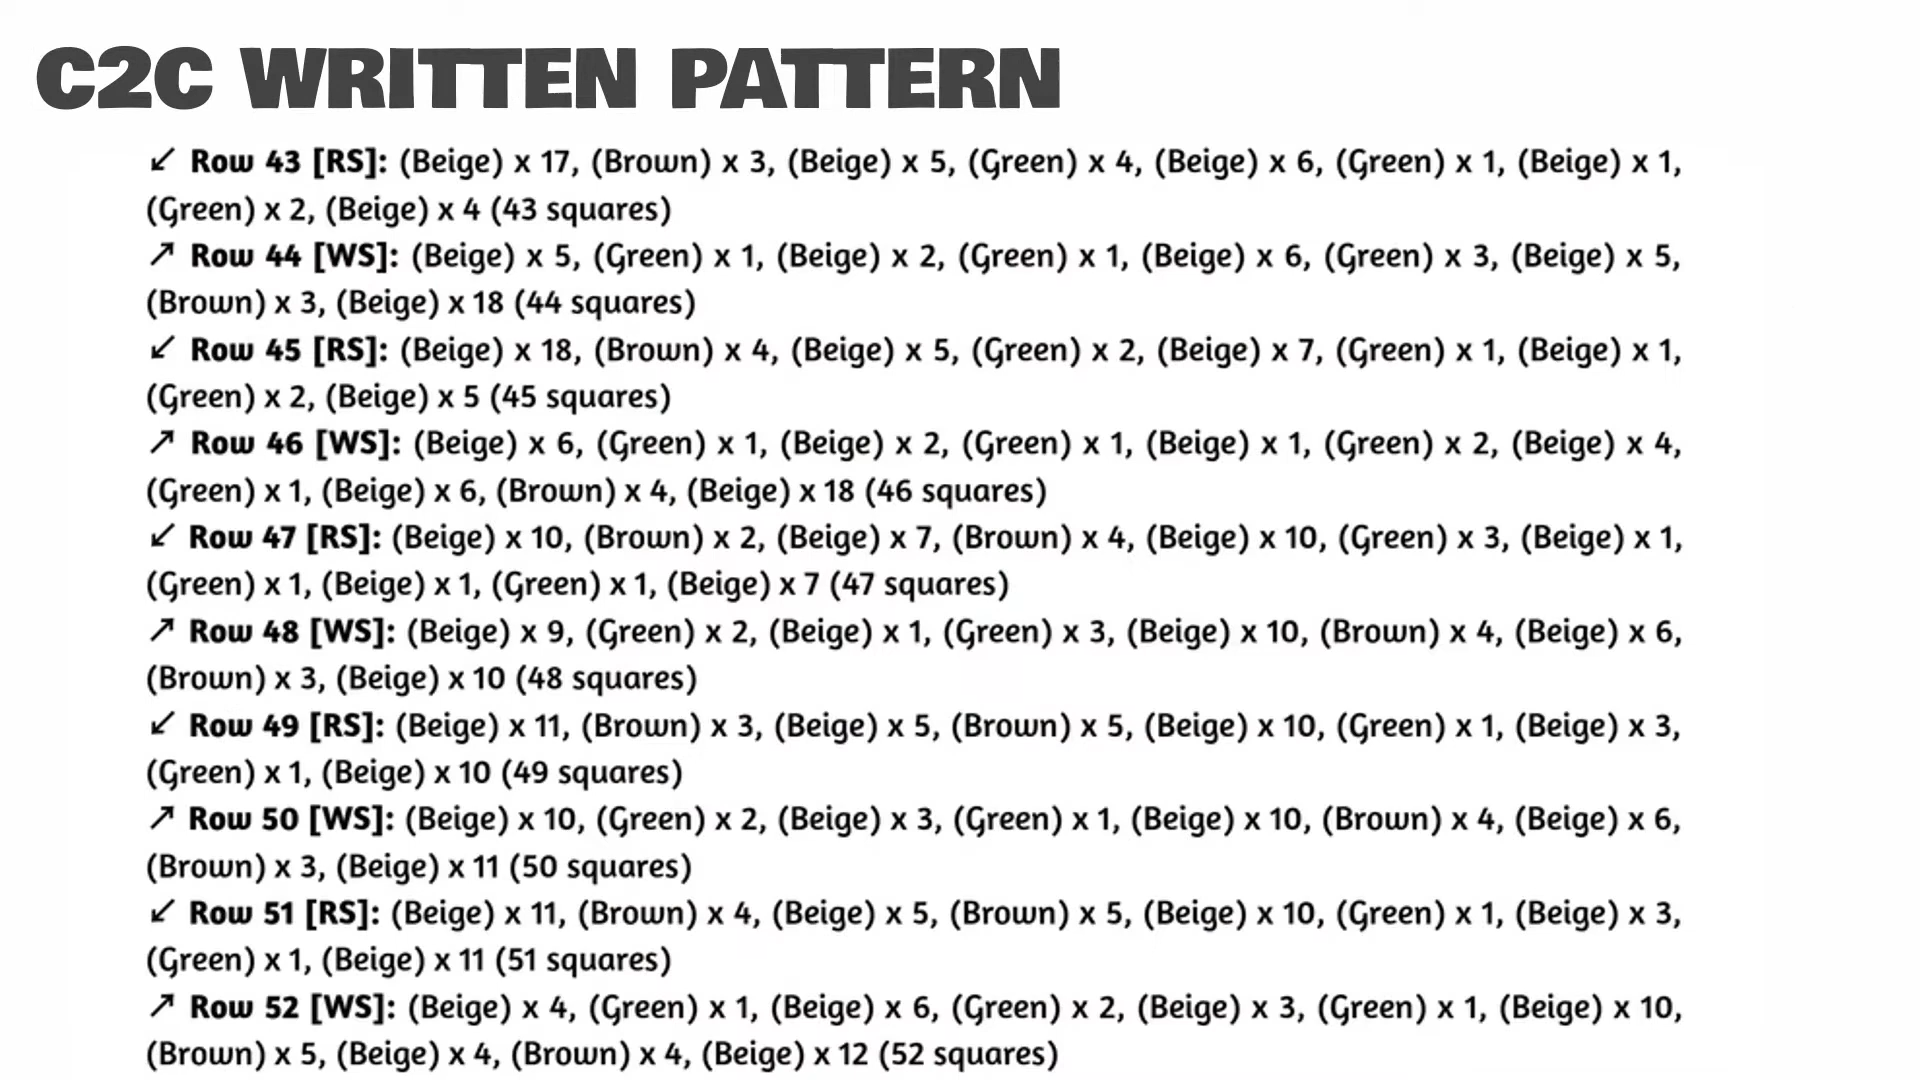 C2C WRITTEN PATTERN
↙ Row 43 [RS]: (Beige) x 17, (Brown) x 3, (Beige) x 5, (Green) x 4, (Beige) x 6, (Green) x 1, (Beige) x 1,
(Green) x 2, (Beige) x 4 (43 squares)
↗ Row 44 [WS]: (Beige) x 5, (Green) x 1, (Beige) x 2, (Green) x 1, (Beige) x 6, (Green) x 3, (Beige) x 5,
(Brown) x 3, (Beige) x 18 (44 squares)
↙ Row 45 [RS]: (Beige) x 18, (Brown) x 4, (Beige) x 5, (Green) x 2, (Beige) x 7, (Green) x 1, (Beige) x 1,
(Green) x 2, (Beige) x 5 (45 squares)
↗ Row 46 [WS]: (Beige) x 6, (Green) x 1, (Beige) x 2, (Green) x 1, (Beige) x 1, (Green) x 2, (Beige) x 4,
(Green) x 1, (Beige) x 6, (Brown) x 4, (Beige) x 18 (46 squares)
↙ Row 47 [RS]: (Beige) x 10, (Brown) x 2, (Beige) x 7, (Brown) x 4, (Beige) x 10, (Green) x 3, (Beige) x 1,
(Green) x 1, (Beige) x 1, (Green) x 1, (Beige) x 7 (47 squares)
↗ Row 48 [WS]: (Beige) x 9, (Green) x 2, (Beige) x 1, (Green) x 3, (Beige) x 10, (Brown) x 4, (Beige) x 6,
(Brown) x 3, (Beige) x 10 (48 squares)
↙ Row 49 [RS]: (Beige) x 11, (Brown) x 3, (Beige) x 5, (Brown) x 5, (Beige) x 10, (Green) x 1, (Beige) x 3,
(Green) x 1, (Beige) x 10 (49 squares)
↗ Row 50 [WS]: (Beige) x 10, (Green) x 2, (Beige) x 3, (Green) x 1, (Beige) x 10, (Brown) x 4, (Beige) x 6,
(Brown) x 3, (Beige) x 11 (50 squares)
↙ Row 51 [RS]: (Beige) x 11, (Brown) x 4, (Beige) x 5, (Brown) x 5, (Beige) x 10, (Green) x 1, (Beige) x 3,
(Green) x 1, (Beige) x 11 (51 squares)
↗ Row 52 [WS]: (Beige) x 4, (Green) x 1, (Beige) x 6, (Green) x 2, (Beige) x 3, (Green) x 1, (Beige) x 10,
(Brown) x 5, (Beige) x 4, (Brown) x 4, (Beige) x 12 (52 squares)